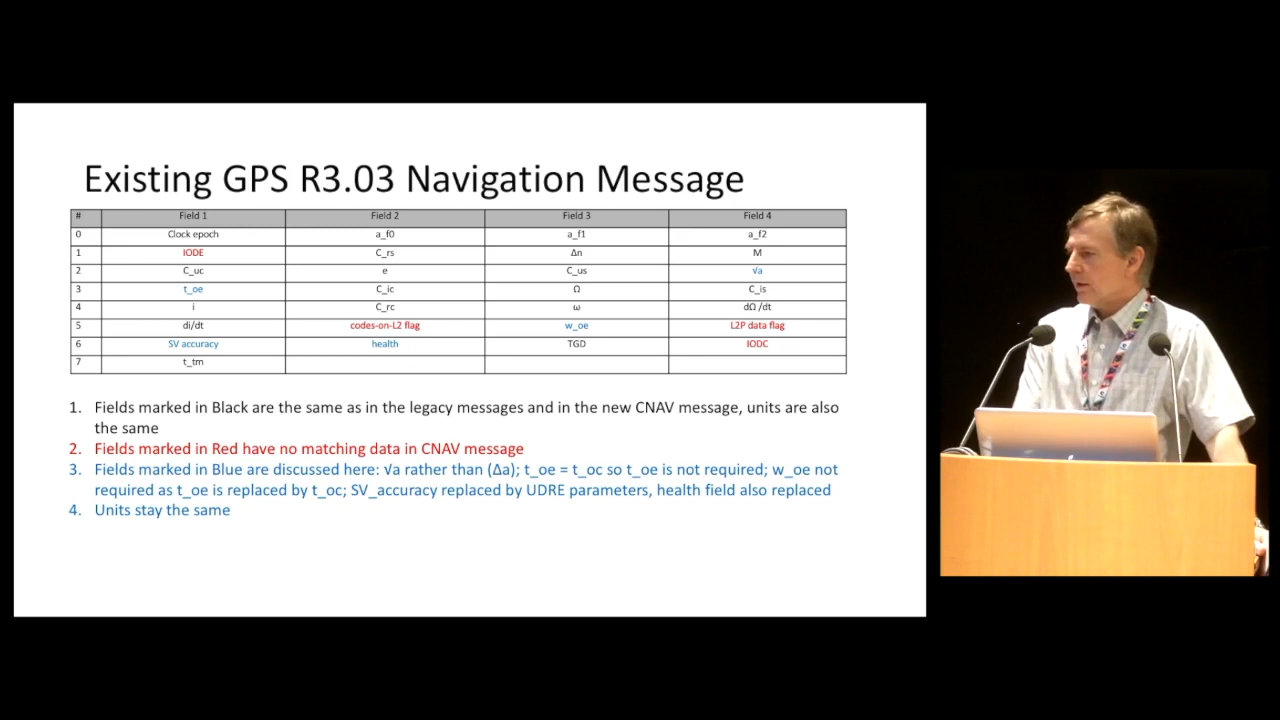 Existing GPS R3.03 Navigation Message
# Field 1 Field 2 Field 3 Field 4
0 Clock epoch a_f0 a_f1 a_f2
1 IODE C_rs Δn M
2 C_uc e C_us √a
3 t_oe C_ic Ω C_is
4 i C_rc ω dΩ /dt
5 di/dt codes-on-L2 flag w_oe L2P data flag
6 SV accuracy health TGD IODC
7 t_tm
1. Fields marked in Black are the same as in the legacy messages and in the new CNAV message, units are also
the same
2. Fields marked in Red have no matching data in CNAV message
3. Fields marked in Blue are discussed here: √a rather than (Δa); t_oe = t_oc so t_oe is not required; w_oe not
required as t_oe is replaced by t_oc; SV_accuracy replaced by UDRE parameters, health field also replaced
4. Units stay the same